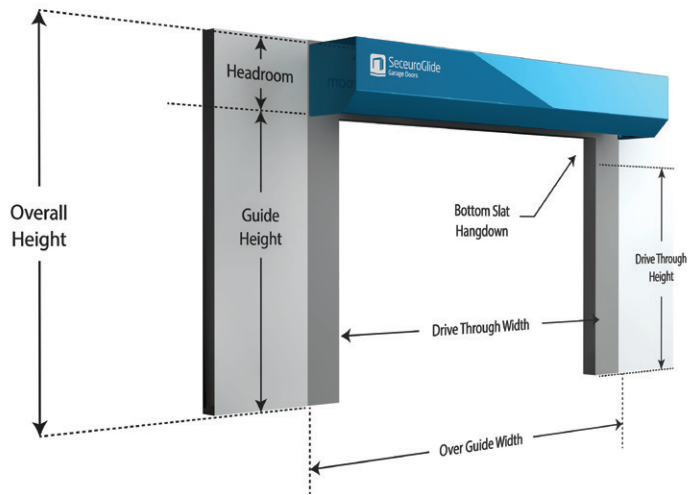 SeceuroGlide
Garage Doors
Headroom
Overall
Height
Guide
Height
Bottom Slat
Hangdown
Drive Through
Height
Drive Through Width
Over Guide Width